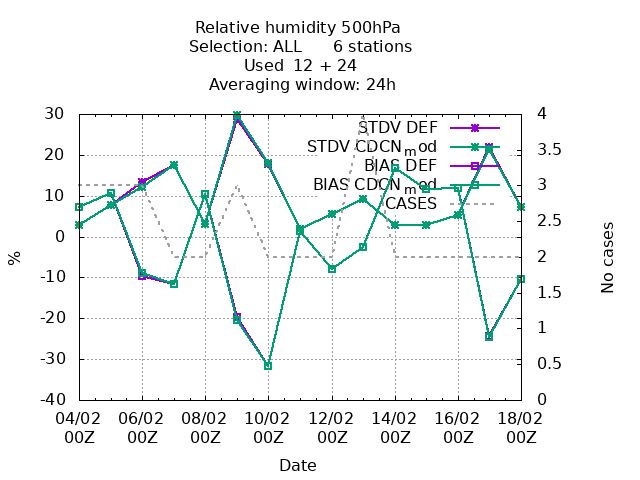 Relative humidity 500hPa
Selection: ALL      6 stations
Used  12 + 24
Averaging window: 24h
30
20
10
0
-10
-20
-30
-40
%
STDV DEF
STDV CDCN_mod
BIAS DEF
BIAS CDCN_mod
CASES
4
3.5
3
2.5
2
1.5
1
0.5
0
No cases
04/02 06/02 08/02 10/02 12/02 14/02 16/02 18/02
00Z 00Z 00Z 00Z 00Z 00Z 00Z 00Z
Date